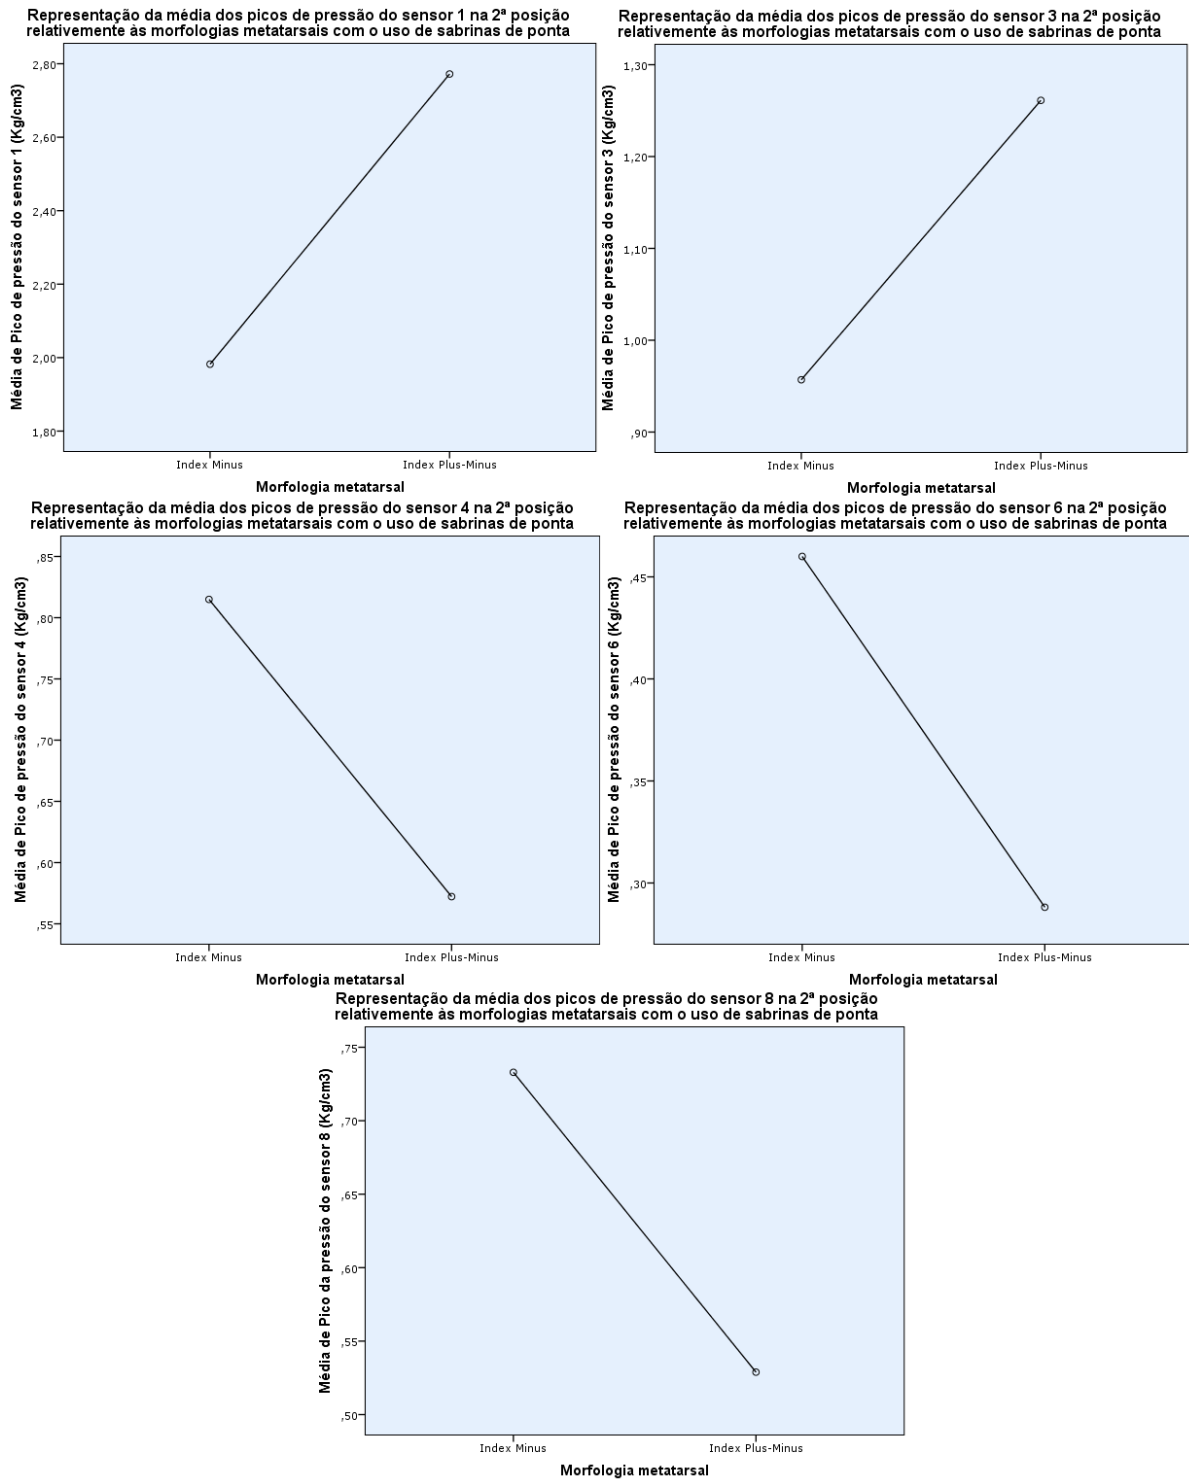 Representação da média dos picos de pressão do sensor 1 na 2ª posição
relativemente às morfologias metatarsais com o uso de sabrinas de ponta
Média de Pico de pressão do sensor 1 (Kg/cm3)
2,80
2,60
2,40
2,20
2,00
1,80
Index Minus
Index Plus-Minus
Morfologia metatarsal
Representação da média dos picos de pressão do sensor 3 na 2ª posição
relativemente às morfologias metatarsais com o uso de sabrinas de ponta
Média de Pico de pressão do sensor 3 (Kg/cm3)
1,30
1,20
1,10
1,00
,90
Index Minus
Index Plus-Minus
Morfologia metatarsal
Representação da média dos picos de pressão do sensor 4 na 2ª posição
relativemente às morfologias metatarsais com o uso de sabrinas de ponta
Média de Pico de pressão do sensor 4 (Kg/cm3)
,85
,80
,75
,70
,65
,60
,55
Index Minus
Index Plus-Minus
Morfologia metatarsal
Representação da média dos picos de pressão do sensor 6 na 2ª posição
relativemente às morfologias metatarsais com o uso de sabrinas de ponta
Média de Pico de pressão do sensor 6 (Kg/cm3)
,45
,40
,35
,30
Index Minus
Index Plus-Minus
Morfologia metatarsal
Representação da média dos picos de pressão do sensor 8 na 2ª posição
relativemente às morfologias metatarsais com o uso de sabrinas de ponta
Média de Pico da pressão do sensor 8 (Kg/cm3)
,75
,70
,65
,60
,55
,50
Index Minus
Index Plus-Minus
Morfologia metatarsal